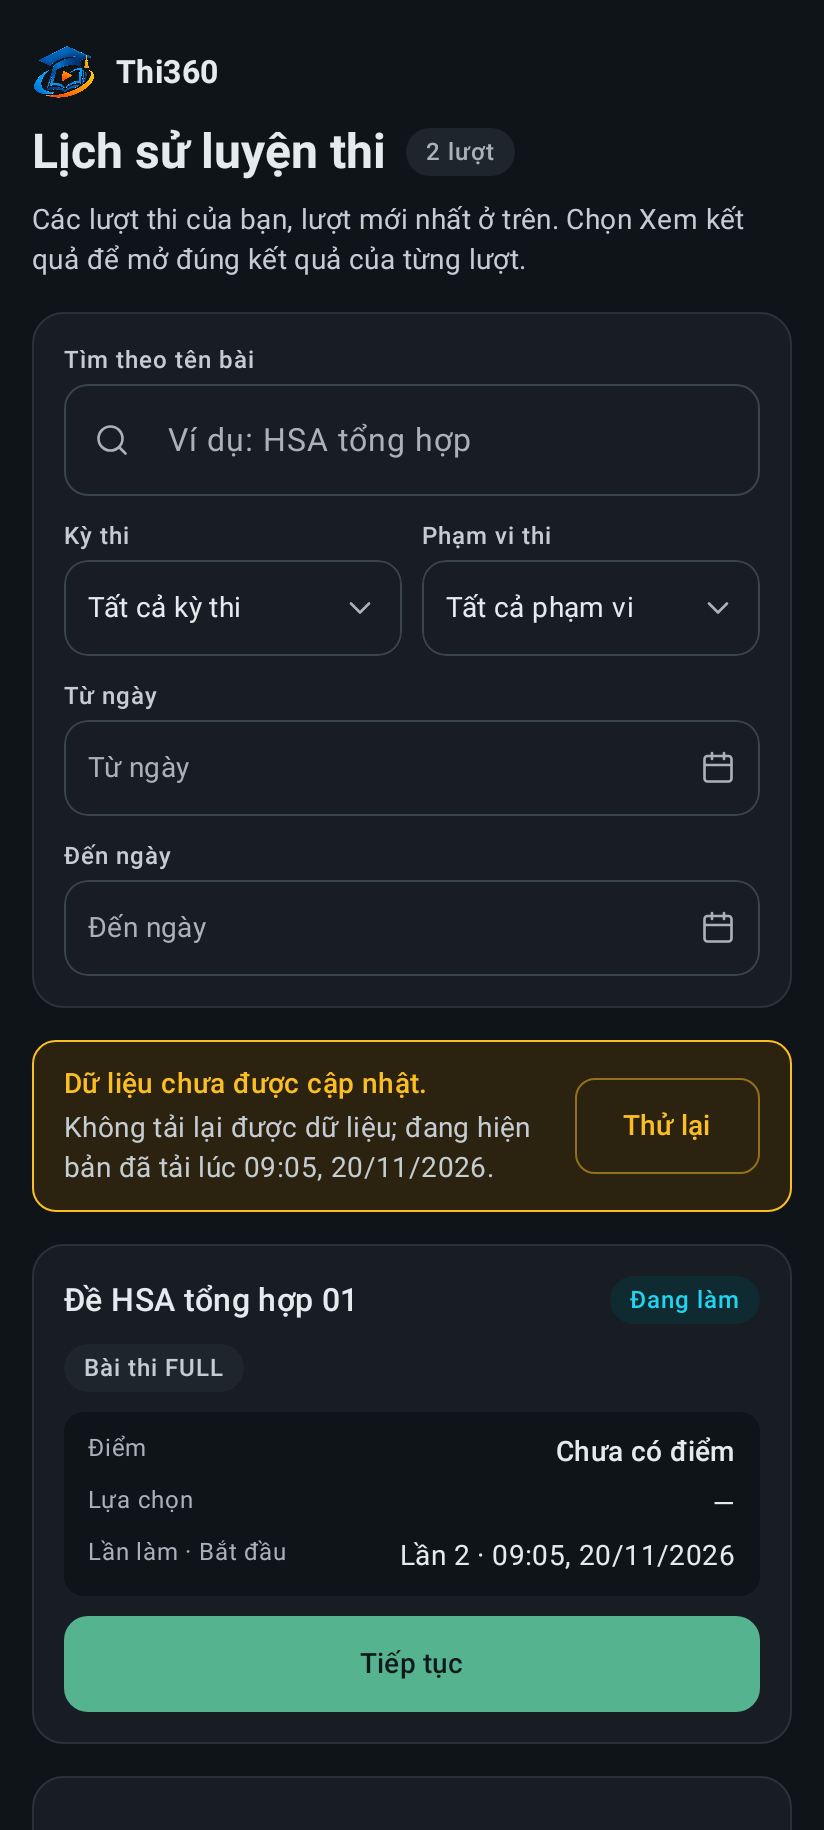 Thi360
Lịch sử luyện thi
2 lượt
Các lượt thi của bạn, lượt mới nhất ở trên. Chọn Xem kết
quả để mở đúng kết quả của từng lượt.
Tìm theo tên bài
Ví dụ: HSA tổng hợp
Kỳ thi
Phạm vi thi
Tất cả kỳ thi
Tất cả phạm vi
Từ ngày
Từ ngày
Đến ngày
Đến ngày
Dữ liệu chưa được cập nhật.
Không tải lại được dữ liệu; đang hiện
bản đã tải lúc 09:05, 20/11/2026.
Thử lại
Đề HSA tổng hợp 01
Đang làm
Bài thi FULL
Điểm
Chưa có điểm
Lựa chọn
–
Lần làm · Bắt đầu
Lần 2 · 09:05, 20/11/2026
Tiếp tục